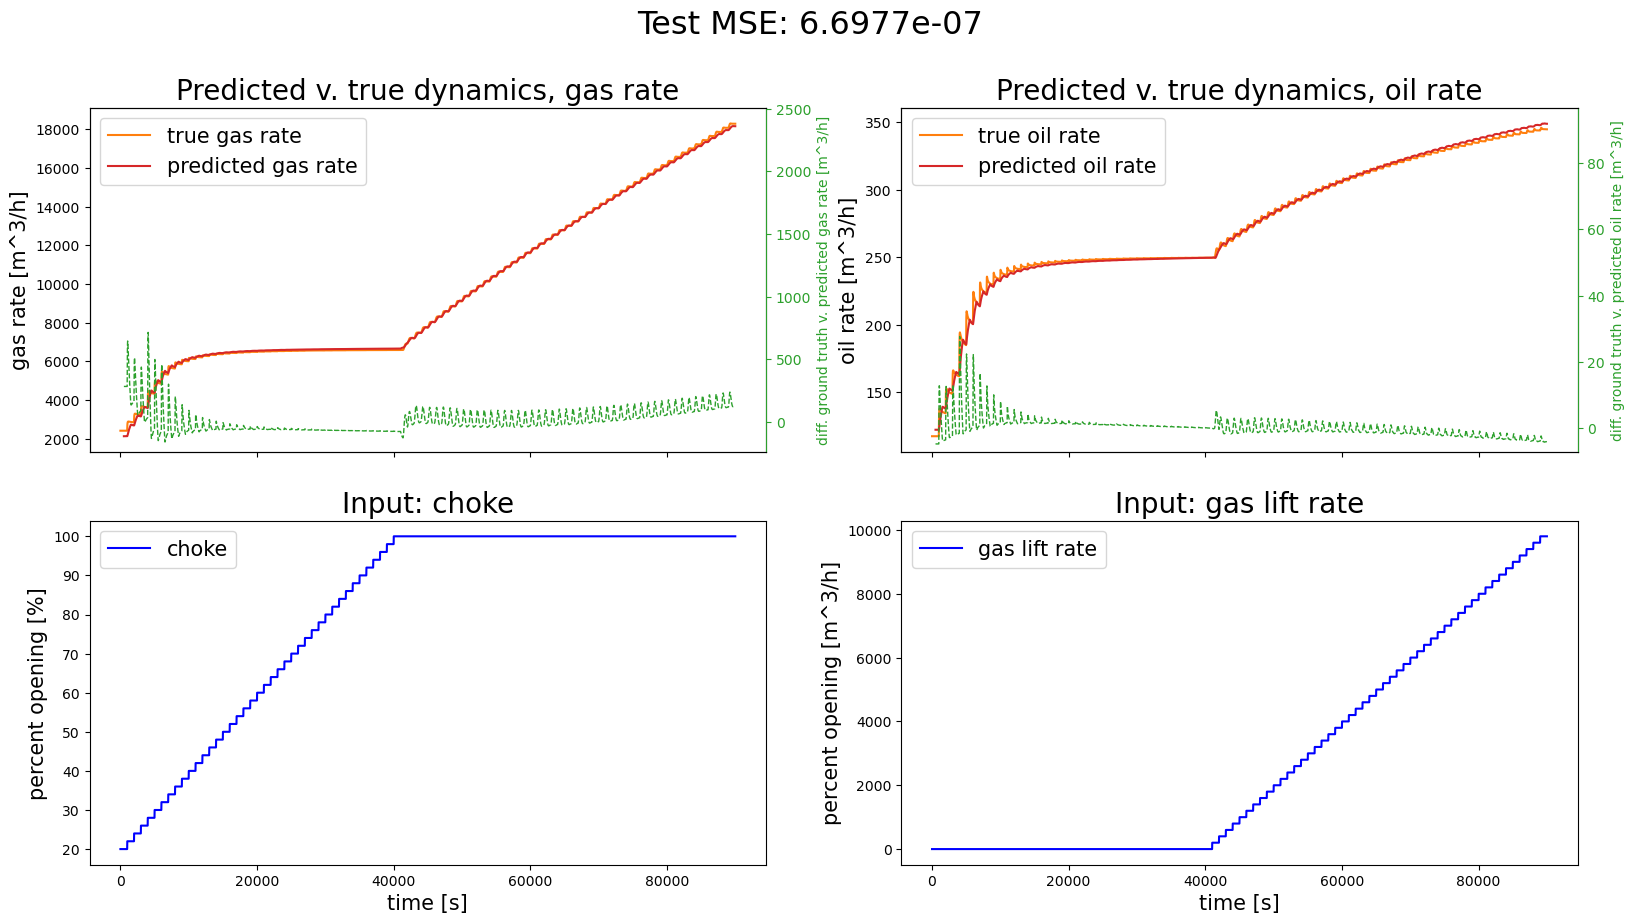 Test MSE: 6.6977e-07
Predicted v. true dynamics, gas rate
true gas rate
predicted gas rate
gas rate [m^3/h]
18000
16000
14000
12000
10000
8000
6000
4000
2000
2500
2000
1500
1000
500
0
diff. ground truth v. predicted gas rate [m^3/h]
Predicted v. true dynamics, oil rate
true oil rate
predicted oil rate
oil rate [m^3/h]
350
300
250
200
150
80
60
40
20
0
diff. ground truth v. predicted oil rate [m^3/h]
Input: choke
choke
percent opening [%]
100
90
80
70
60
50
40
30
20
0
20000
40000
60000
80000
time [s]
Input: gas lift rate
gas lift rate
percent opening [m^3/h]
10000
8000
6000
4000
2000
0
0
20000
40000
60000
80000
time [s]